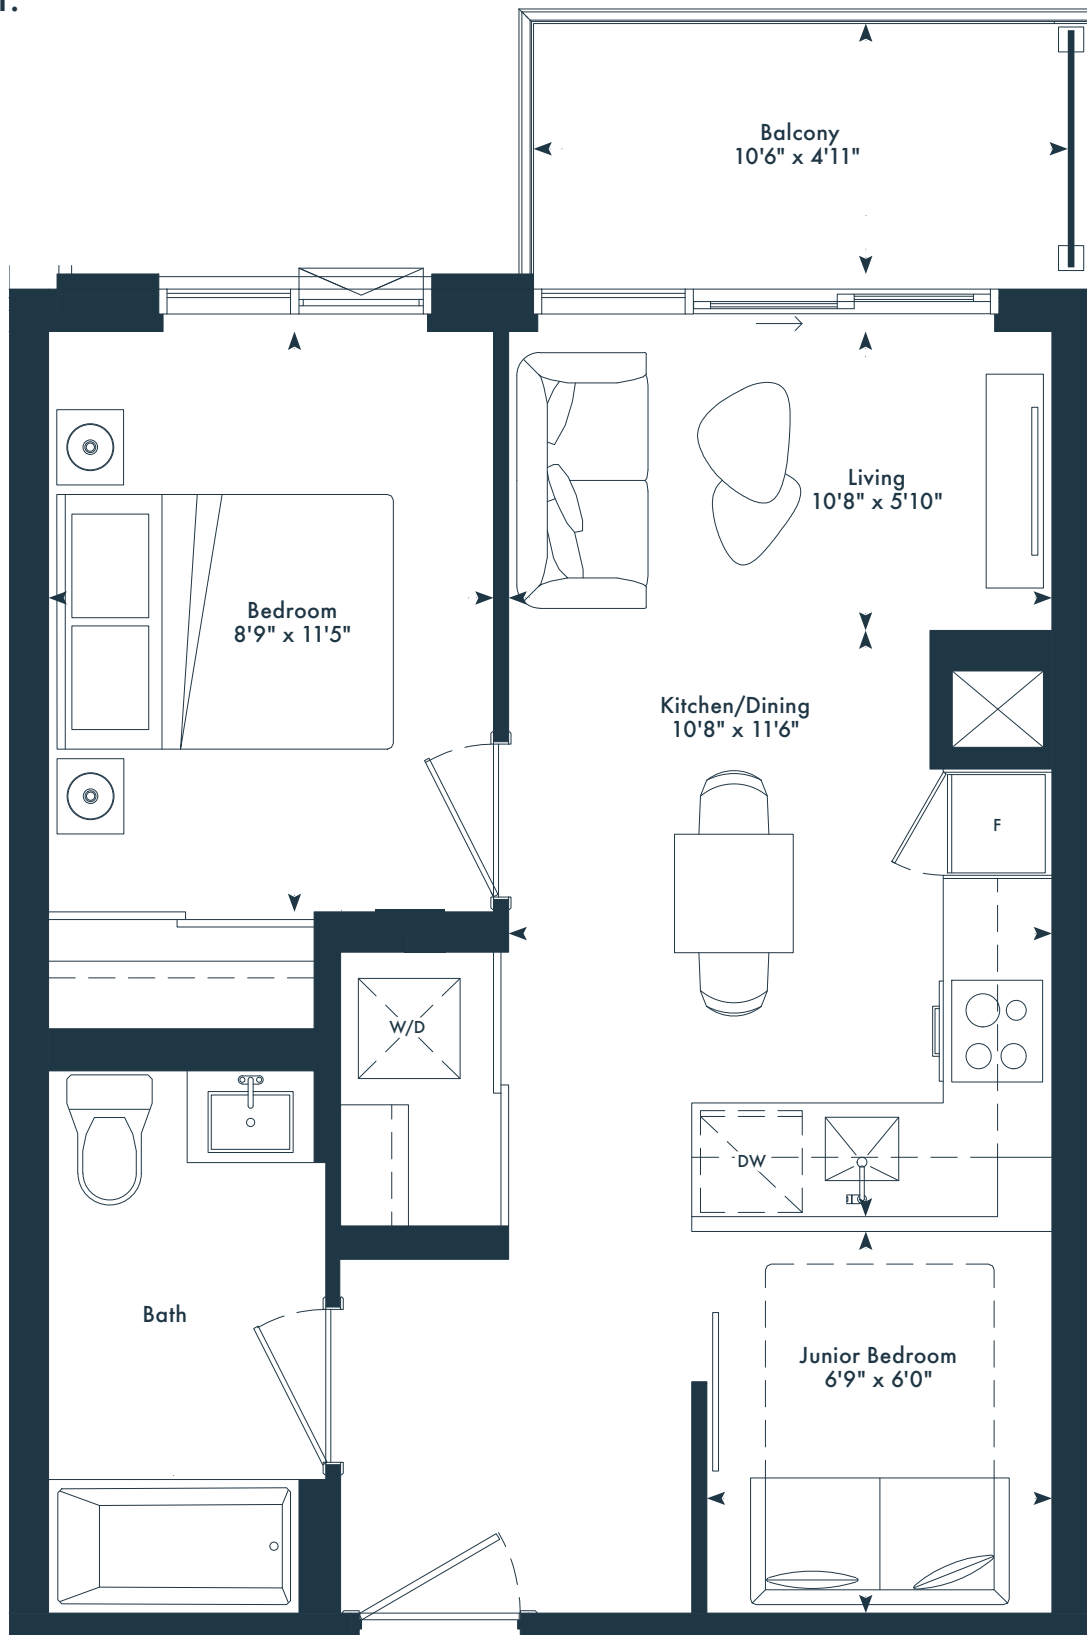 Balcony
10'6" x 4'11"
Living
10'8" x 5'10"
Bedroom
8'9" x 11'5"
Kitchen/Dining
10'8" x 11'6"
F
W/D
DW
Bath
Junior Bedroom
6'9" x 6'0"